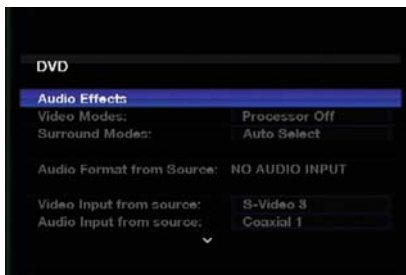 DVD
Audio Effects
Video Modes: Processor Off
Surround Modes: Auto Select
Audio Format from Source: NO AUDIO INPUT
Video Input from source: S-Video 3
Audio Input from source: Coaxial 1